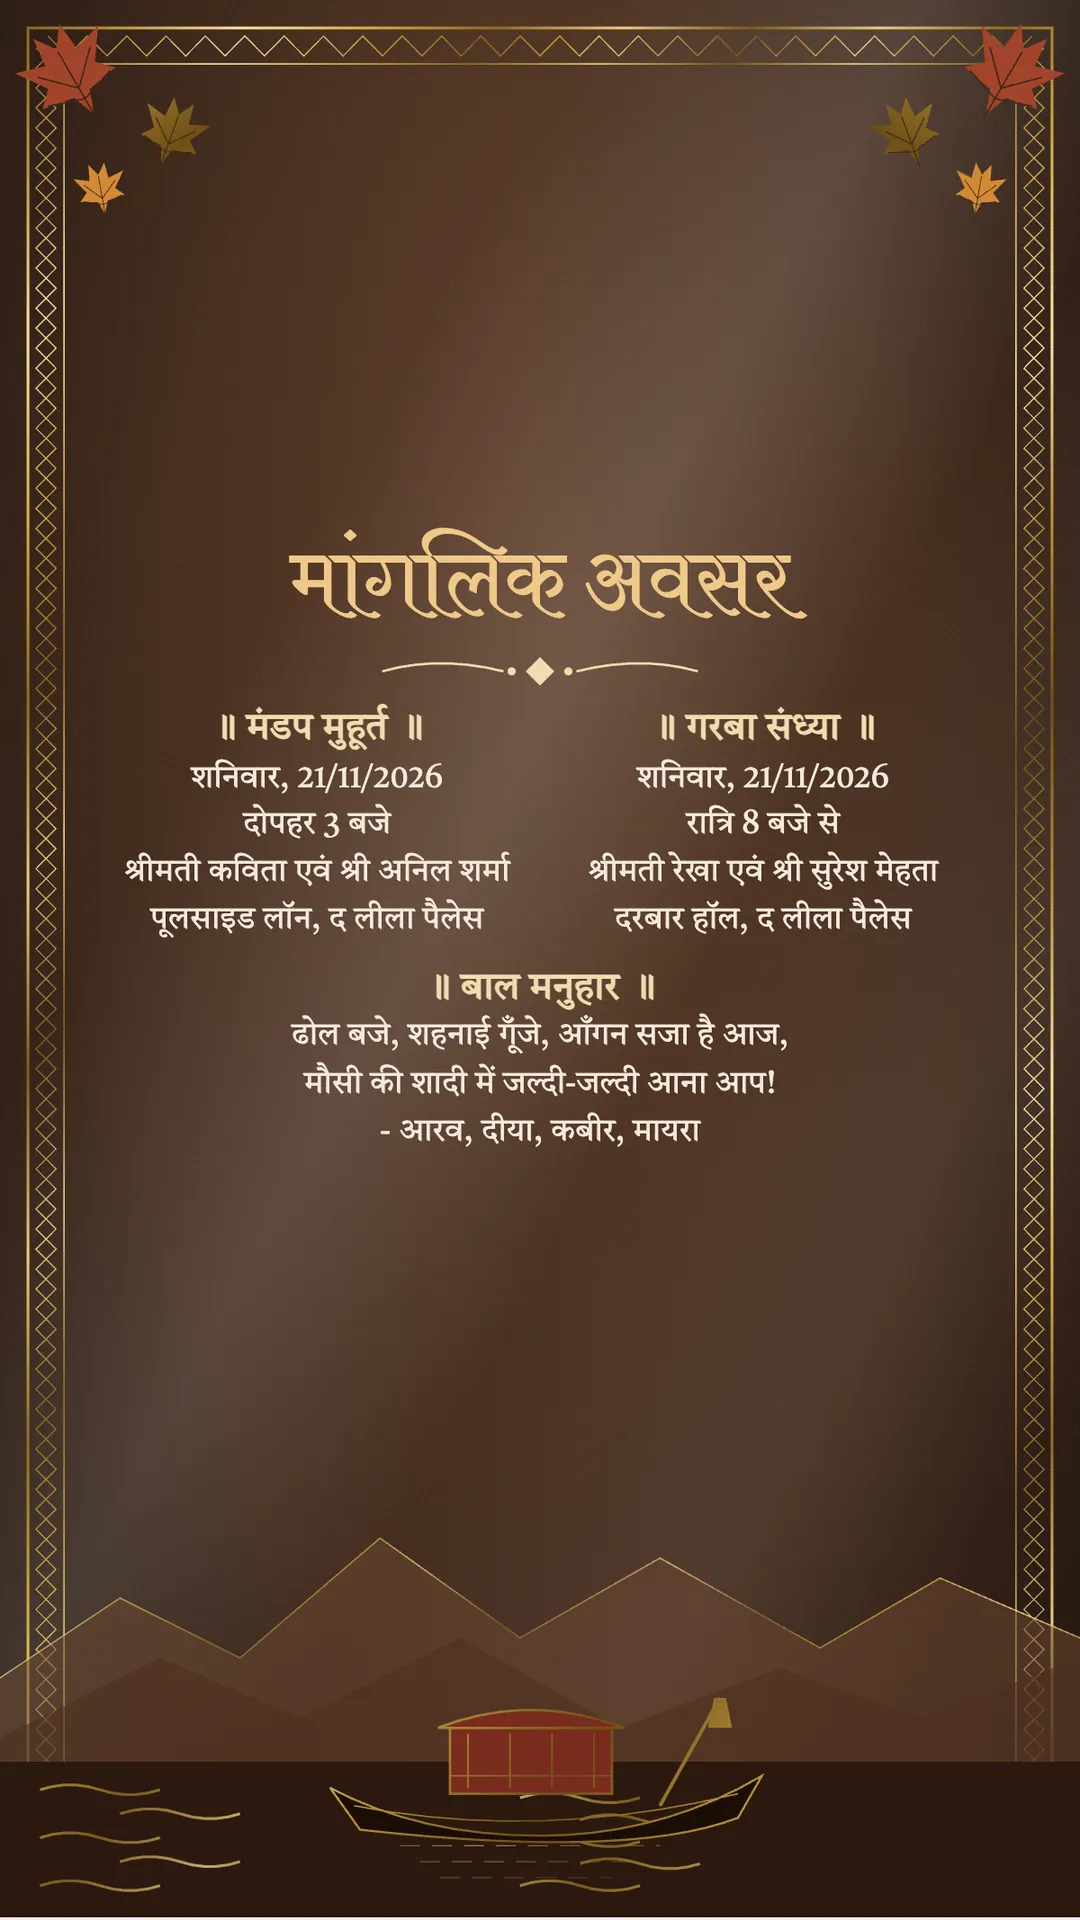 मांगलिक अवसर
॥ मंडप मुहूर्त ॥
शनिवार, 21/11/2026
दोपहर 3 बजे
श्रीमती कविता एवं श्री अनिल शर्मा
पूलसाइड लॉन, द लीला पैलेस
॥ गरबा संध्या ॥
शनिवार, 21/11/2026
रात्रि 8 बजे से
श्रीमती रेखा एवं श्री सुरेश मेहता
दरबार हॉल, द लीला पैलेस
॥ बाल मनुहार ॥
ढोल बजे, शहनाई गूँजे, आँगन सजा है आज,
मौसी की शादी में जल्दी-जल्दी आना आप!
- आरव, दीया, कबीर, मायरा